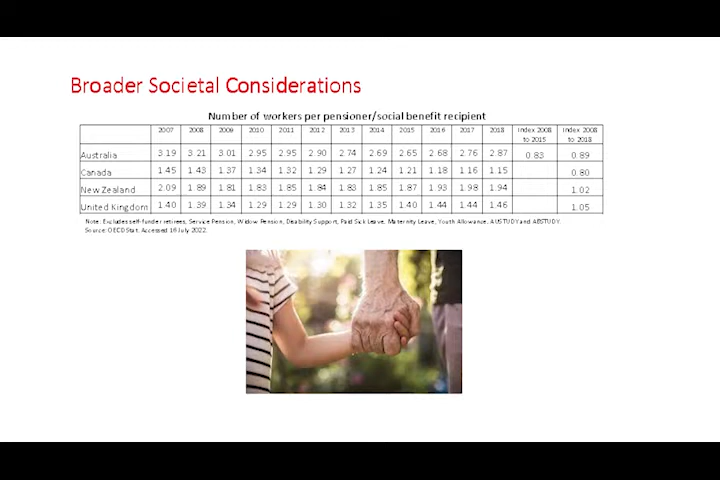 Broader Societal Considerations
Number of workers per pensioner/social benefit recipient
2007 2008 2009 2010 2011 2012 2013 2014 2015 2016 2017 2018 Index 2008 to 2015 Index 2008 to 2018
Australia 3.19 3.21 3.01 2.95 2.95 2.90 2.74 2.69 2.65 2.68 2.76 2.87 0.83 0.89
Canada 1.45 1.43 1.37 1.34 1.32 1.29 1.27 1.24 1.21 1.18 1.16 1.15 0.80
New Zealand 2.09 1.89 1.81 1.83 1.85 1.84 1.83 1.85 1.87 1.93 1.98 1.94 1.02
United Kingdom 1.40 1.39 1.34 1.29 1.29 1.30 1.32 1.35 1.40 1.44 1.44 1.46 1.05
Note: Excludes self-funder retirees, Service Pension, Widow Pension, Disability Support, Paid Sick Leave, Maternity Leave, Youth Allowance, AUSTUDY and ABSTUDY.
Source: OECD Stat. Accessed 16 July 2022.